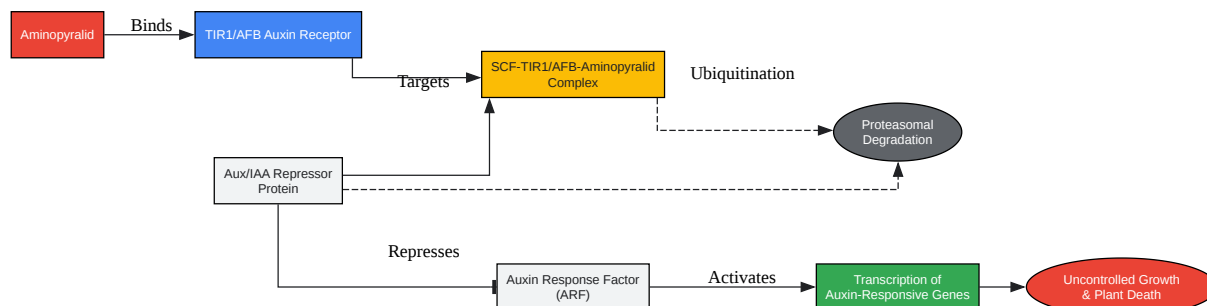 Aminopyralid
Binds
TIR1/AFB Auxin Receptor
Targets
SCF-TIR1/AFB-Aminopyralid
Complex
Ubiquitination
Proteasomal
Degradation
Aux/IAA Repressor
Protein
Represses
Auxin Response Factor
(ARF)
Activates
Transcription of
Auxin-Responsive Genes
Uncontrolled Growth
& Plant Death